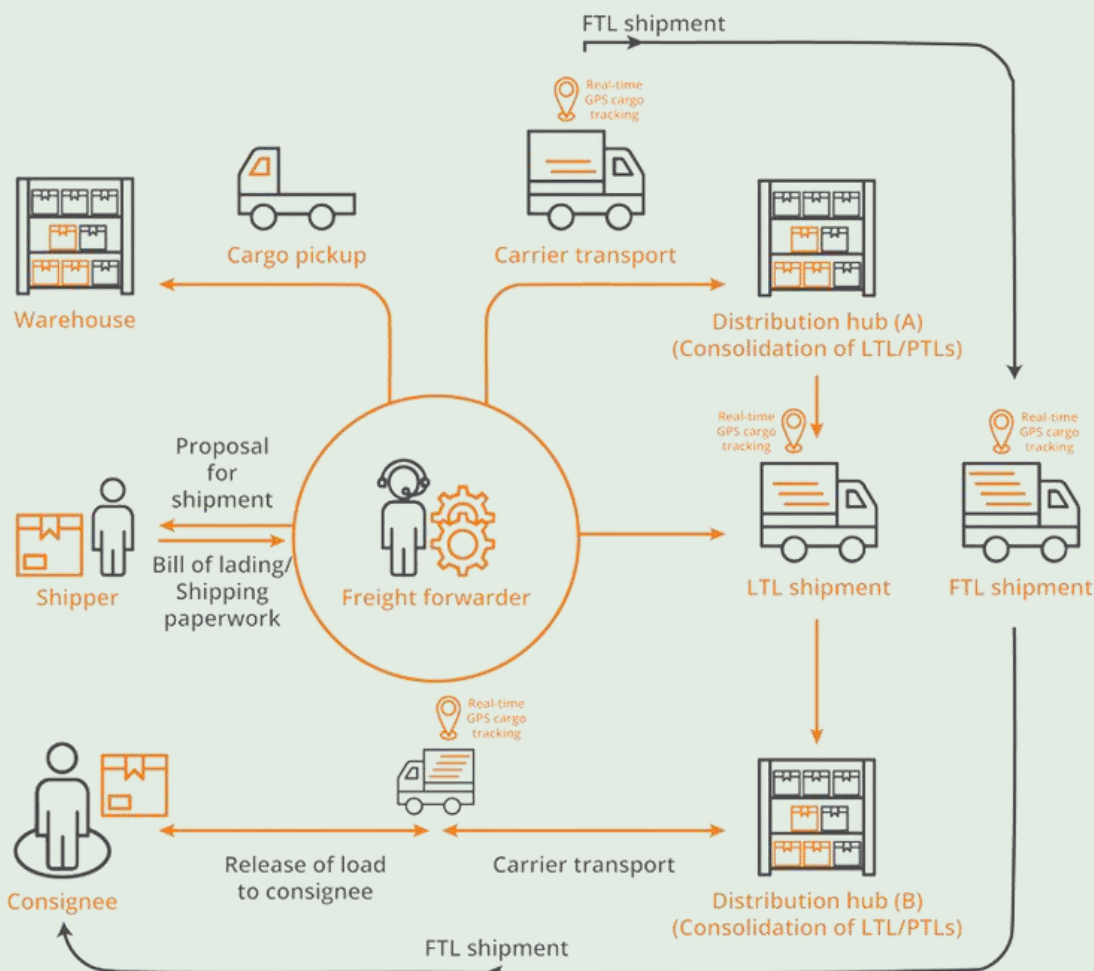 FTL shipment
Real-time
GPS cargo
tracking
Cargo pickup
Carrier transport
Warehouse
Distribution hub (A)
(Consolidation of LTL/PTLs)
Real-time
GPS cargo
tracking
Real-time
GPS cargo
tracking
Proposal
for
shipment
Bill of lading/
Shipping
paperwork
Shipper
Freight forwarder
LTL shipment
FTL shipment
Real-time
GPS cargo
tracking
Release of load
to consignee
Carrier transport
Consignee
Distribution hub (B)
(Consolidation of LTL/PTLs)
FTL shipment